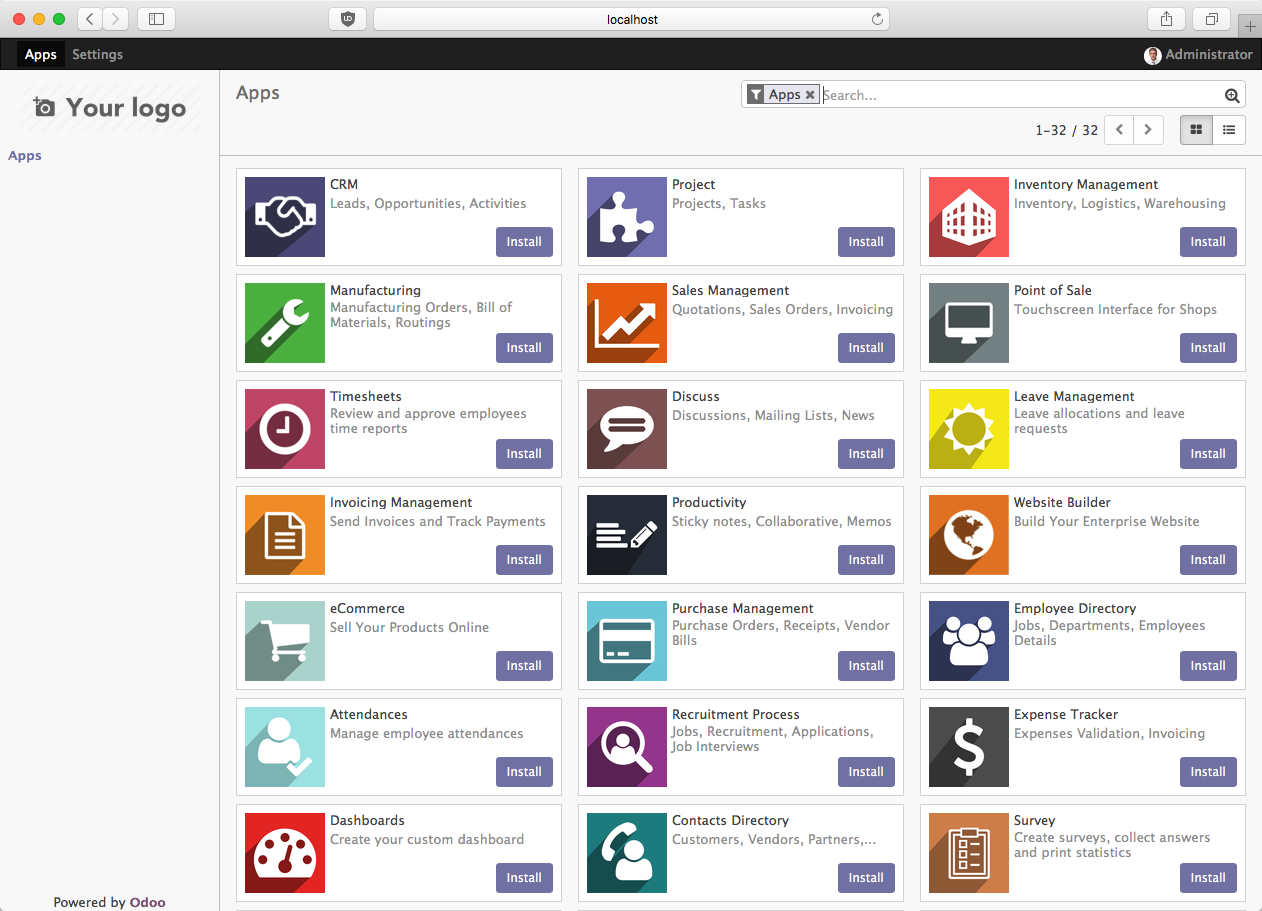 localhost
Apps Settings Administrator
Your logo
Apps
Apps
Apps Search...
1-32 / 32
CRM
Leads, Opportunities, Activities
Install
Project
Projects, Tasks
Install
Inventory Management
Inventory, Logistics, Warehousing
Install
Manufacturing
Manufacturing Orders, Bill of
Materials, Routings
Install
Sales Management
Quotations, Sales Orders, Invoicing
Install
Point of Sale
Touchscreen Interface for Shops
Install
Timesheets
Review and approve employees
time reports
Install
Discuss
Discussions, Mailing Lists, News
Install
Leave Management
Leave allocations and leave
requests
Install
Invoicing Management
Send Invoices and Track Payments
Install
Productivity
Sticky notes, Collaborative, Memos
Install
Website Builder
Build Your Enterprise Website
Install
eCommerce
Sell Your Products Online
Install
Purchase Management
Purchase Orders, Receipts, Vendor
Bills
Install
Employee Directory
Jobs, Departments, Employees
Details
Install
Attendances
Manage employee attendances
Install
Recruitment Process
Jobs, Recruitment, Applications,
Job Interviews
Install
Expense Tracker
Expenses Validation, Invoicing
Install
Dashboards
Create your custom dashboard
Install
Contacts Directory
Customers, Vendors, Partners,...
Install
Survey
Create surveys, collect answers
and print statistics
Install
Powered by Odoo